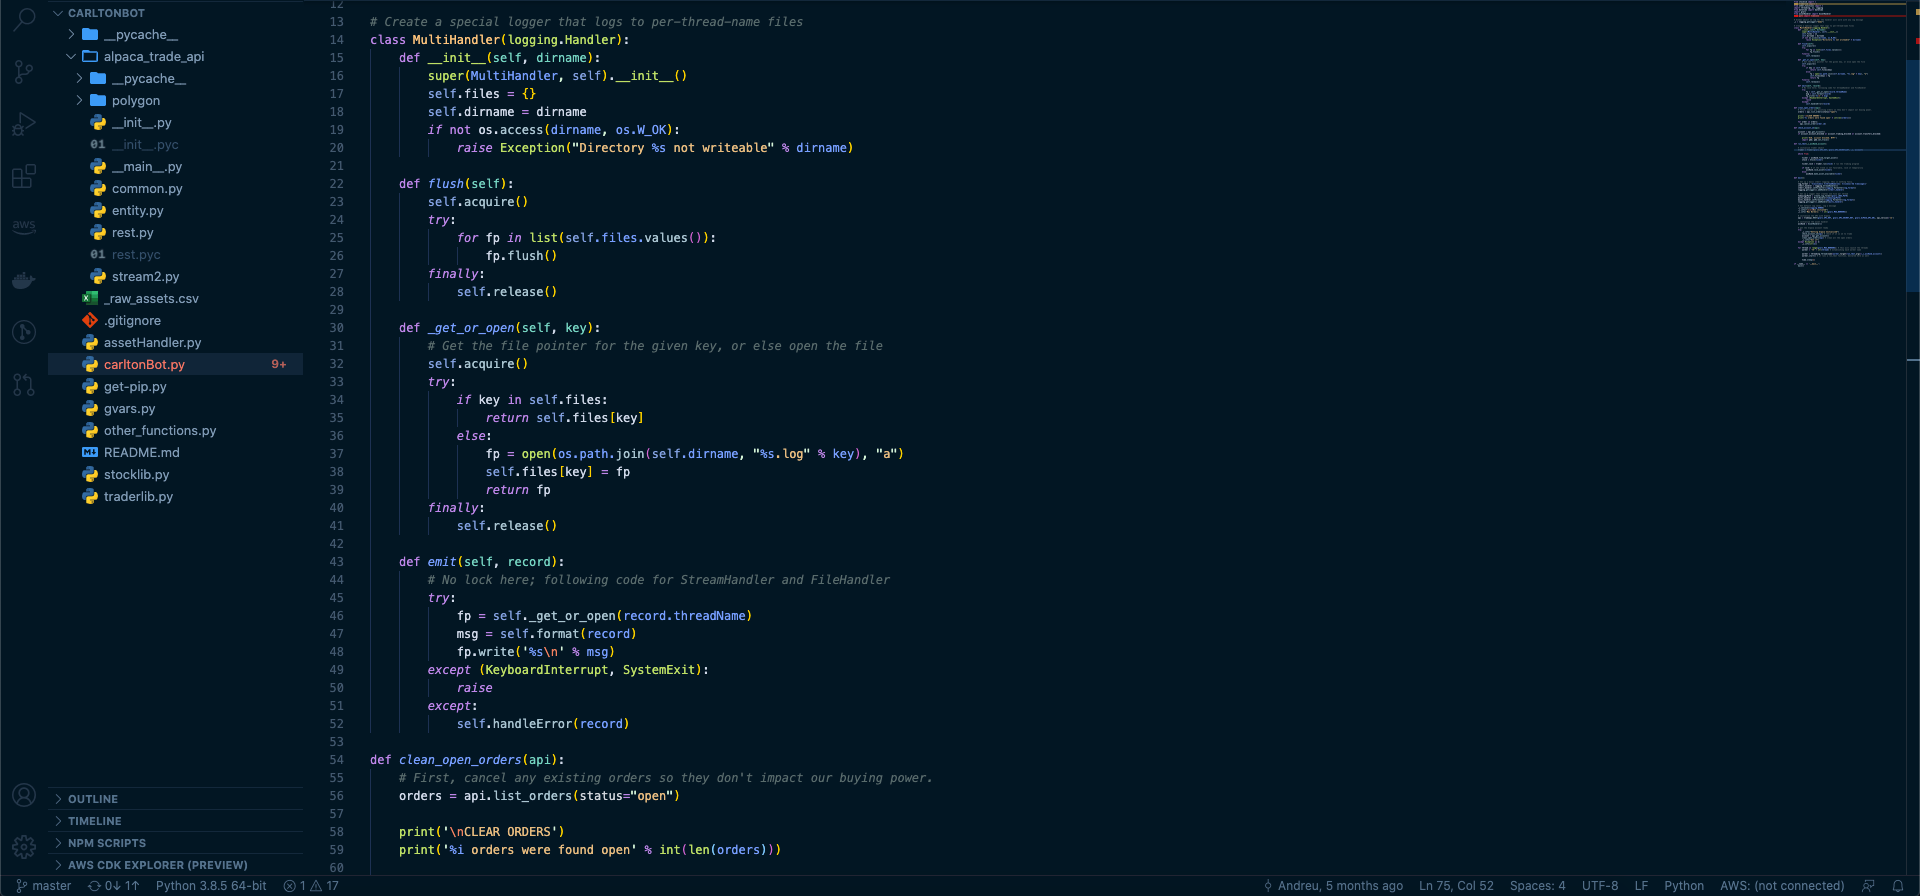 CARLTONBOT
__pycache__
alpaca_trade_api
__pycache__
polygon
__init__.py
01 __init__.pyc
__main__.py
common.py
entity.py
rest.py
01 rest.pyc
stream2.py
_raw_assets.csv
.gitignore
assetHandler.py
carltonBot.py 9+
get-pip.py
gvars.py
other_functions.py
README.md
stocklib.py
traderlib.py
OUTLINE
TIMELINE
NPM SCRIPTS
AWS CDK EXPLORER (PREVIEW)
aws
12
13 # Create a special logger that logs to per-thread-name files
14 class MultiHandler(logging.Handler):
15     def __init__(self, dirname):
16         super(MultiHandler, self).__init__()
17         self.files = {}
18         self.dirname = dirname
19         if not os.access(dirname, os.W_OK):
20             raise Exception("Directory %s not writeable" % dirname)
21
22     def flush(self):
23         self.acquire()
24         try:
25             for fp in list(self.files.values()):
26                 fp.flush()
27         finally:
28             self.release()
29
30     def _get_or_open(self, key):
31         # Get the file pointer for the given key, or else open the file
32         self.acquire()
33         try:
34             if key in self.files:
35                 return self.files[key]
36             else:
37                 fp = open(os.path.join(self.dirname, "%s.log" % key), "a")
38                 self.files[key] = fp
39                 return fp
40         finally:
41             self.release()
42
43     def emit(self, record):
44         # No lock here; following code for StreamHandler and FileHandler
45         try:
46             fp = self._get_or_open(record.threadName)
47             msg = self.format(record)
48             fp.write('%s\n' % msg)
49         except (KeyboardInterrupt, SystemExit):
50             raise
51         except:
52             self.handleError(record)
53
54 def clean_open_orders(api):
55     # First, cancel any existing orders so they don't impact our buying power.
56     orders = api.list_orders(status="open")
57
58     print('\nCLEAR ORDERS')
59     print('%i orders were found open' % int(len(orders)))
60
master 0↓ 1↑ Python 3.8.5 64-bit 1 17 Andreu, 5 months ago Ln 75, Col 52 Spaces: 4 UTF-8 LF Python AWS: (not connected)